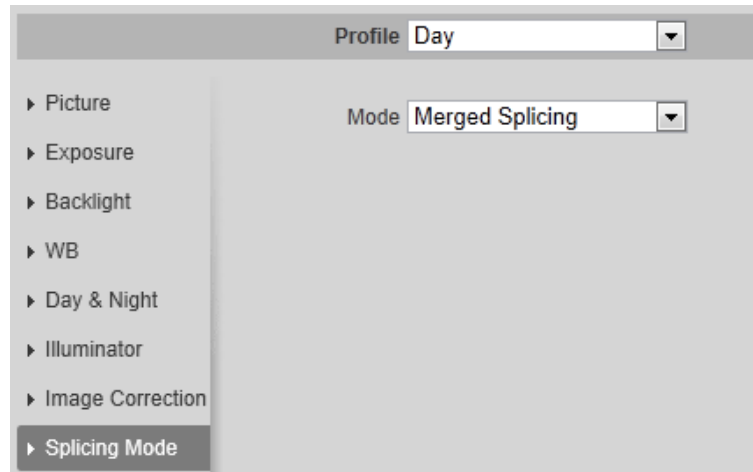 Profile Day
Mode Merged Splicing
Picture
Exposure
Backlight
WB
Day & Night
Illuminator
Image Correction
Splicing Mode